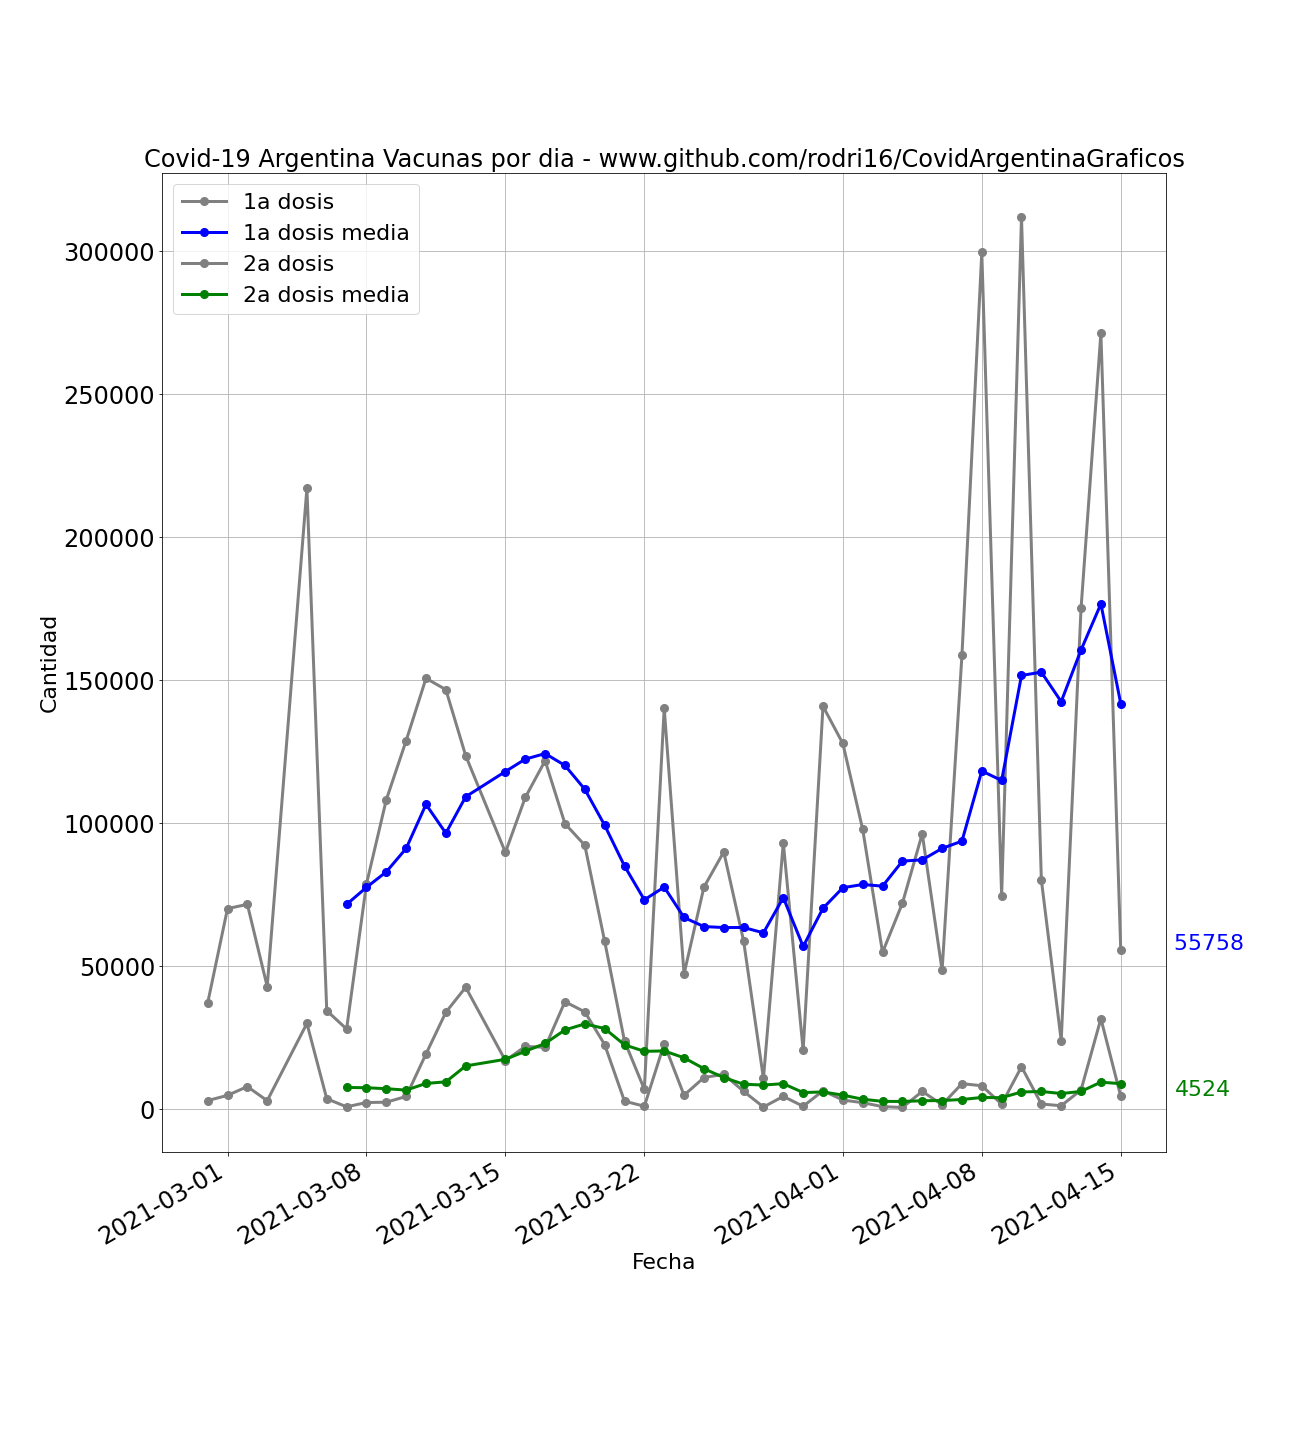 Covid-19 Argentina Vacunas por dia - www.github.com/rodri16/CovidArgentinaGraficos
1a dosis
1a dosis media
2a dosis
2a dosis media
300000
250000
200000
150000
100000
50000
0
Cantidad
55758
4524
2021-03-01
2021-03-08
2021-03-15
2021-03-22
2021-04-01
2021-04-08
2021-04-15
Fecha